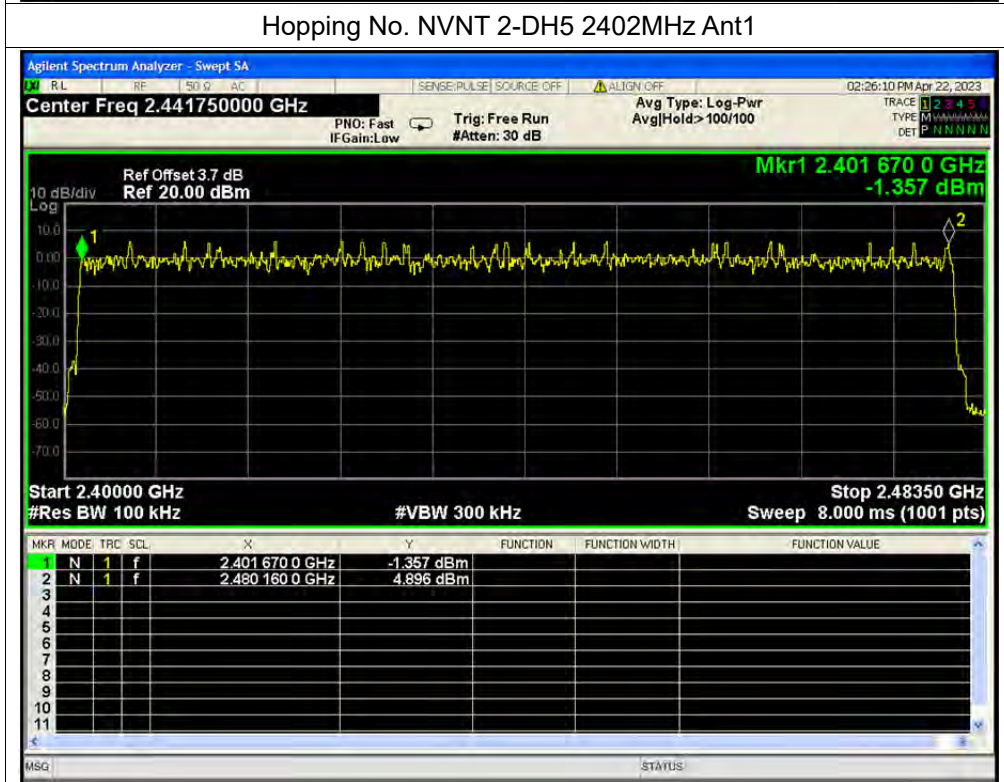 Hopping No. NVNT 2-DH5 2402MHz Ant1
Agilent Spectrum Analyzer - Swept SA
LXI RL RF 50 Ω AC SENSE:PULSE SOURCE OFF ALIGN OFF 02:26:10 PM Apr 22, 2023
Center Freq 2.441750000 GHz
PNO: Fast
IFGain:Low
Trig: Free Run
#Atten: 30 dB
Avg Type: Log-Pwr
Avg|Hold:>100/100
TRACE 1 2 3 4 5 6
TYPE M
DET P N N N N N
Mkr1 2.401 670 0 GHz
-1.357 dBm
Ref Offset 3.7 dB
10 dB/div Ref 20.00 dBm
Log
10.0
0.00
-10.0
-20.0
-30.0
-40.0
-50.0
-60.0
-70.0
1
2
Start 2.40000 GHz Stop 2.48350 GHz
#Res BW 100 kHz #VBW 300 kHz Sweep 8.000 ms (1001 pts)
MKR MODE TRC SCL X Y FUNCTION FUNCTION WIDTH FUNCTION VALUE
1 N 1 f 2.401 670 0 GHz -1.357 dBm
2 N 1 f 2.480 160 0 GHz 4.896 dBm
3
4
5
6
7
8
9
10
11
MSG STATUS